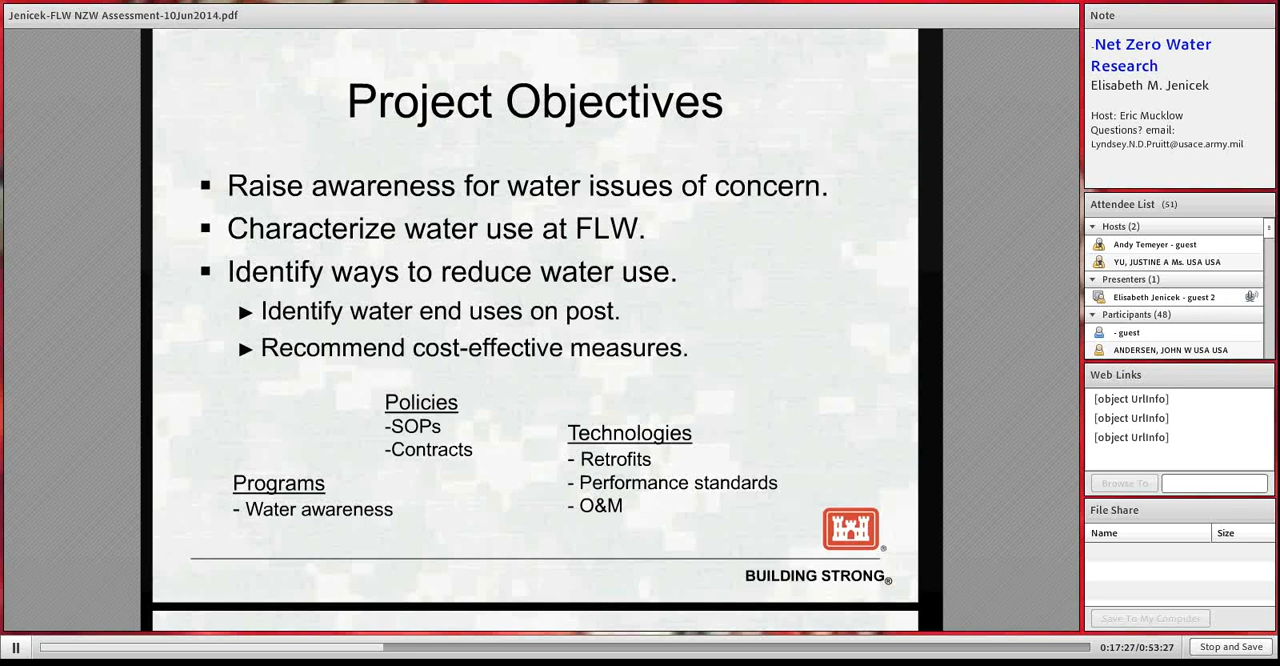 Jenicek-FLW NZW Assessment-10Jun2014.pdf
Project Objectives
▪ Raise awareness for water issues of concern.
▪ Characterize water use at FLW.
▪ Identify ways to reduce water use.
► Identify water end uses on post.
► Recommend cost-effective measures.
Policies
-SOPs
-Contracts
Technologies
- Retrofits
- Performance standards
- O&M
Programs
- Water awareness
BUILDING STRONG®
Note
-Net Zero Water
Research
Elisabeth M. Jenicek
Host: Eric Mucklow
Questions? email:
Lyndsey.N.D.Pruitt@usace.army.mil
Attendee List (51)
Hosts (2)
Andy Temeyer - guest
YU, JUSTINE A Ms. USA USA
Presenters (1)
Elisabeth Jenicek - guest 2
Participants (48)
- guest
ANDERSEN, JOHN W USA USA
Web Links
[object UrlInfo]
[object UrlInfo]
[object UrlInfo]
Browse To
File Share
Name Size
Save To My Computer
0:17:27/0:53:27 Stop and Save